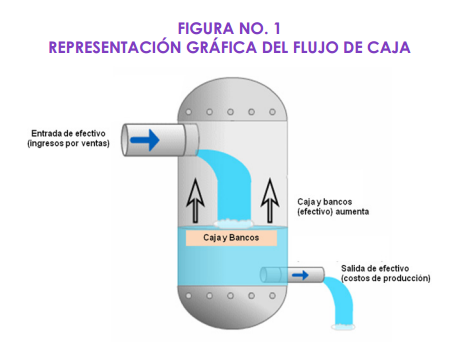 FIGURA NO. 1
REPRESENTACIÓN GRÁFICA DEL FLUJO DE CAJA
Entrada de efectivo
(ingresos por ventas)
Caja y bancos
(efectivo) aumenta
Caja y Bancos
Salida de efectivo
(costos de producción)